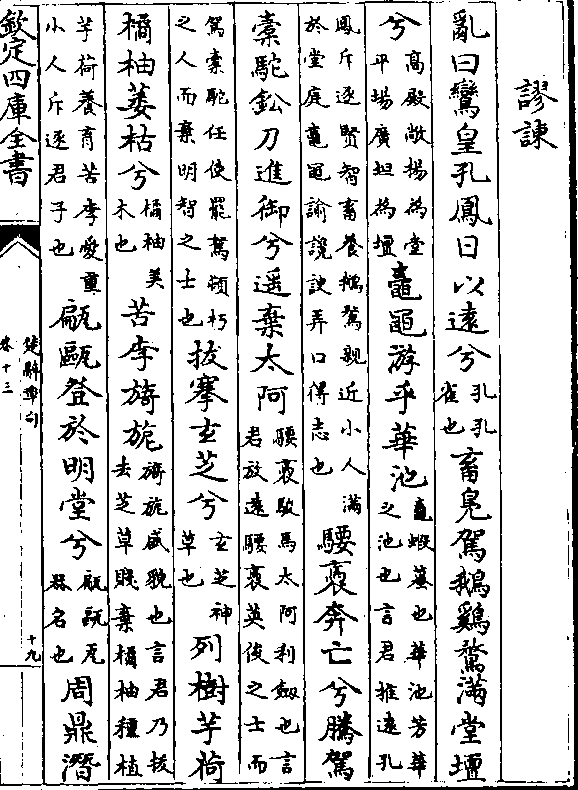 謬諫
亂曰鸞皇孔鳳日以遠兮孔孔雀也畜鳧駕鵝鷄鶩滿堂壇
兮高殿敞揚為堂平場廣坦為壇鼃黽游乎華池鼃蝦蟇也華池芳華之池也言君推遠孔
鳳斥逐賢智畜養鵝鶩親近小人滿於堂庭鼃黽諭讒諛弄口得志也騕褭奔亡兮騰駕
橐駝鈆刀進御兮遥棄太阿騕褭駿馬太阿利劔也言君放遠騕褭英俊之士而
駕橐駝任使罷駑頓朽之人而棄明智之士也拔搴玄芝兮玄芝神草也列樹芋荷
橘柚萎枯兮橘柚美木也苦李旖旎旖旎盛貌也言君乃拔去芝草賤棄橘柚種植
芋荷養育苦李愛重小人斥逐君子也甂甌登於明堂兮甂甌瓦器名也周鼎潛
欽定四庫全書
楚辭章句
卷十三
十九